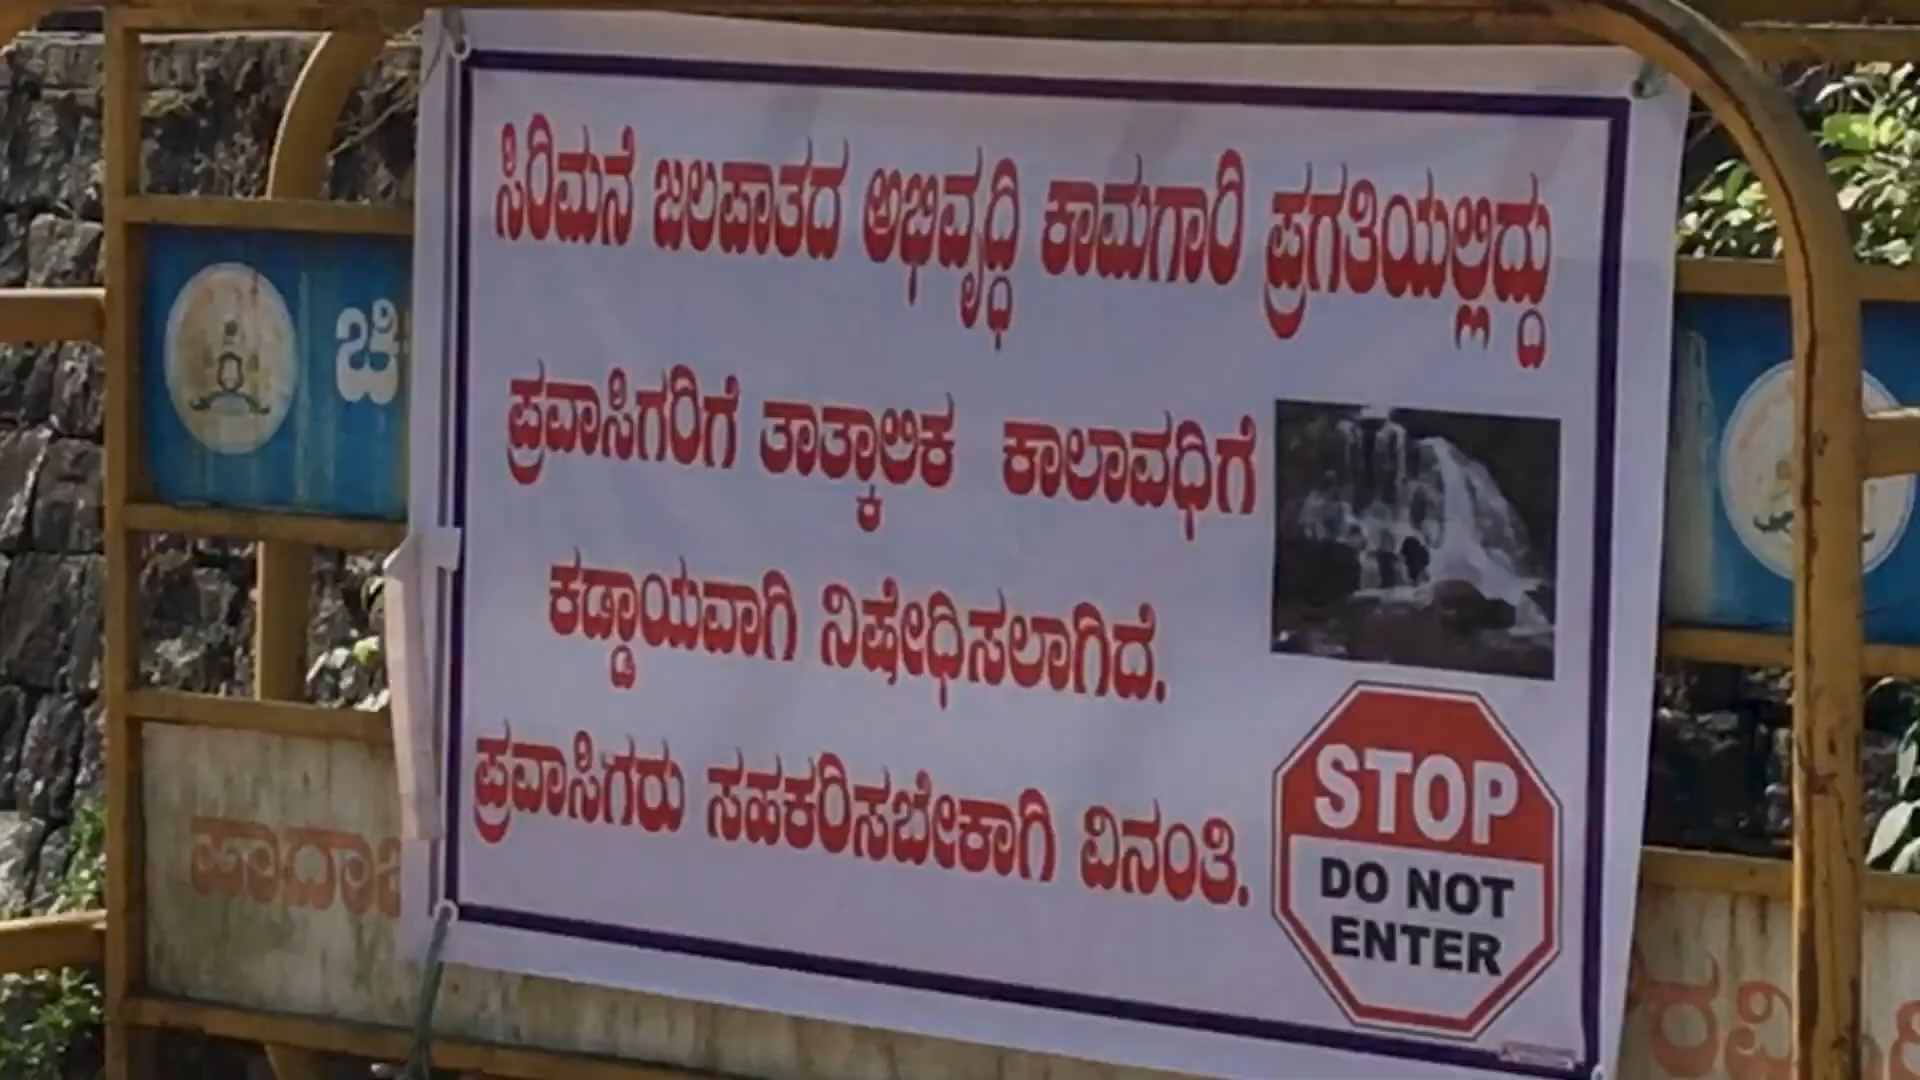 ಸಿರಿಮನೆ ಜಲಪಾತದ ಅಭಿವೃದ್ಧಿ ಕಾಮಗಾರಿ ಪ್ರಗತಿಯಲ್ಲಿದ್ದು
ಪ್ರವಾಸಿಗರಿಗೆ ತಾತ್ಕಾಲಿಕ ಕಾಲಾವಧಿಗೆ
ಕಡ್ಡಾಯವಾಗಿ ನಿಷೇಧಿಸಲಾಗಿದೆ.
ಪ್ರವಾಸಿಗರು ಸಹಕರಿಸಬೇಕಾಗಿ ವಿನಂತಿ.
STOP
DO NOT
ENTER